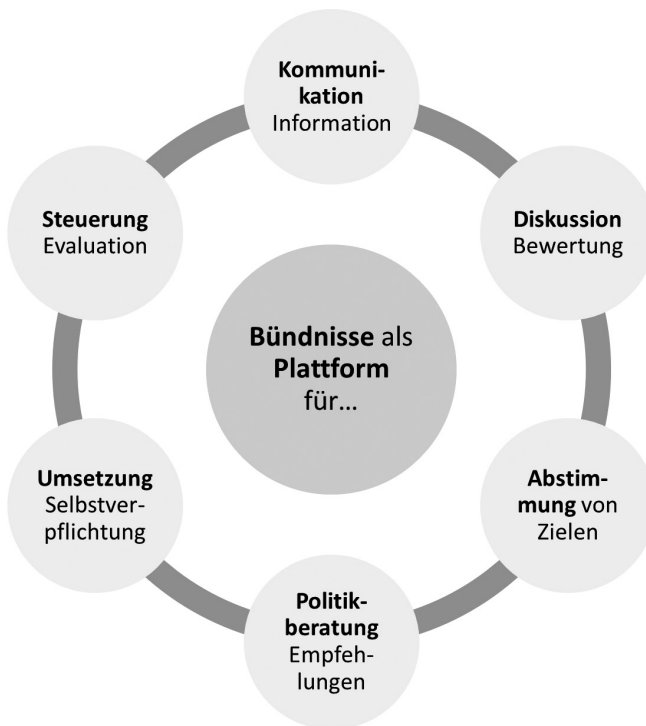 Kommuni-
kation
Information
Diskussion
Bewertung
Abstim-
mung von
Zielen
Politik-
beratung
Empfeh-
lungen
Umsetzung
Selbstver-
pflichtung
Steuerung
Evaluation
Bündnisse als
Plattform
für...